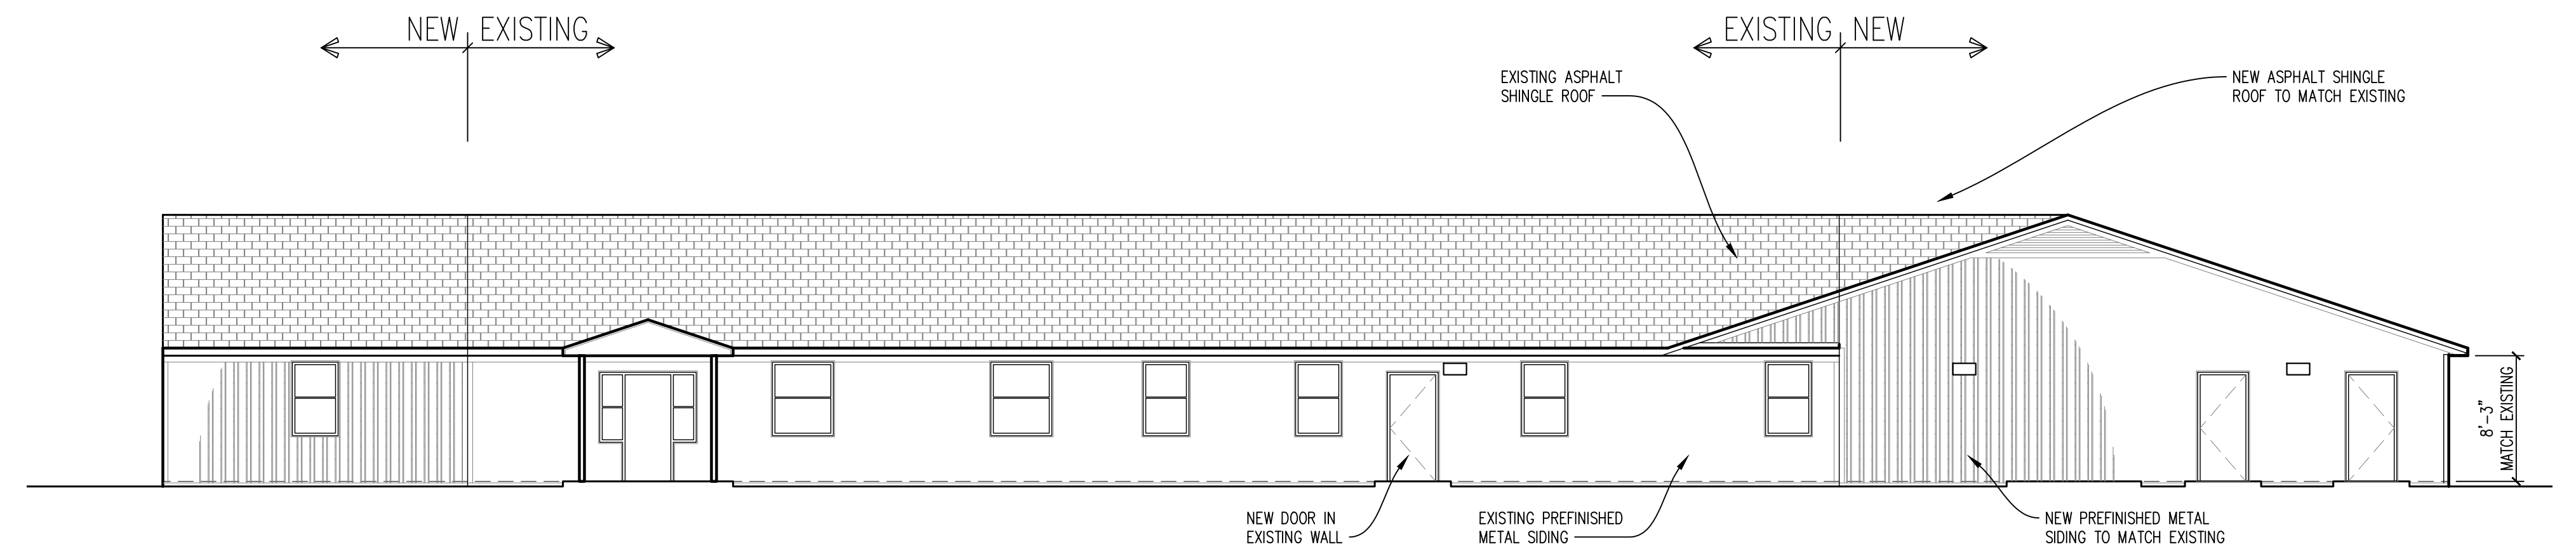 NEW EXISTING
EXISTING NEW
EXISTING ASPHALT
SHINGLE ROOF
NEW ASPHALT SHINGLE
ROOF TO MATCH EXISTING
8'-3"
MATCH EXISTING
NEW DOOR IN
EXISTING WALL
EXISTING PREFINISHED
METAL SIDING
NEW PREFINISHED METAL
SIDING TO MATCH EXISTING